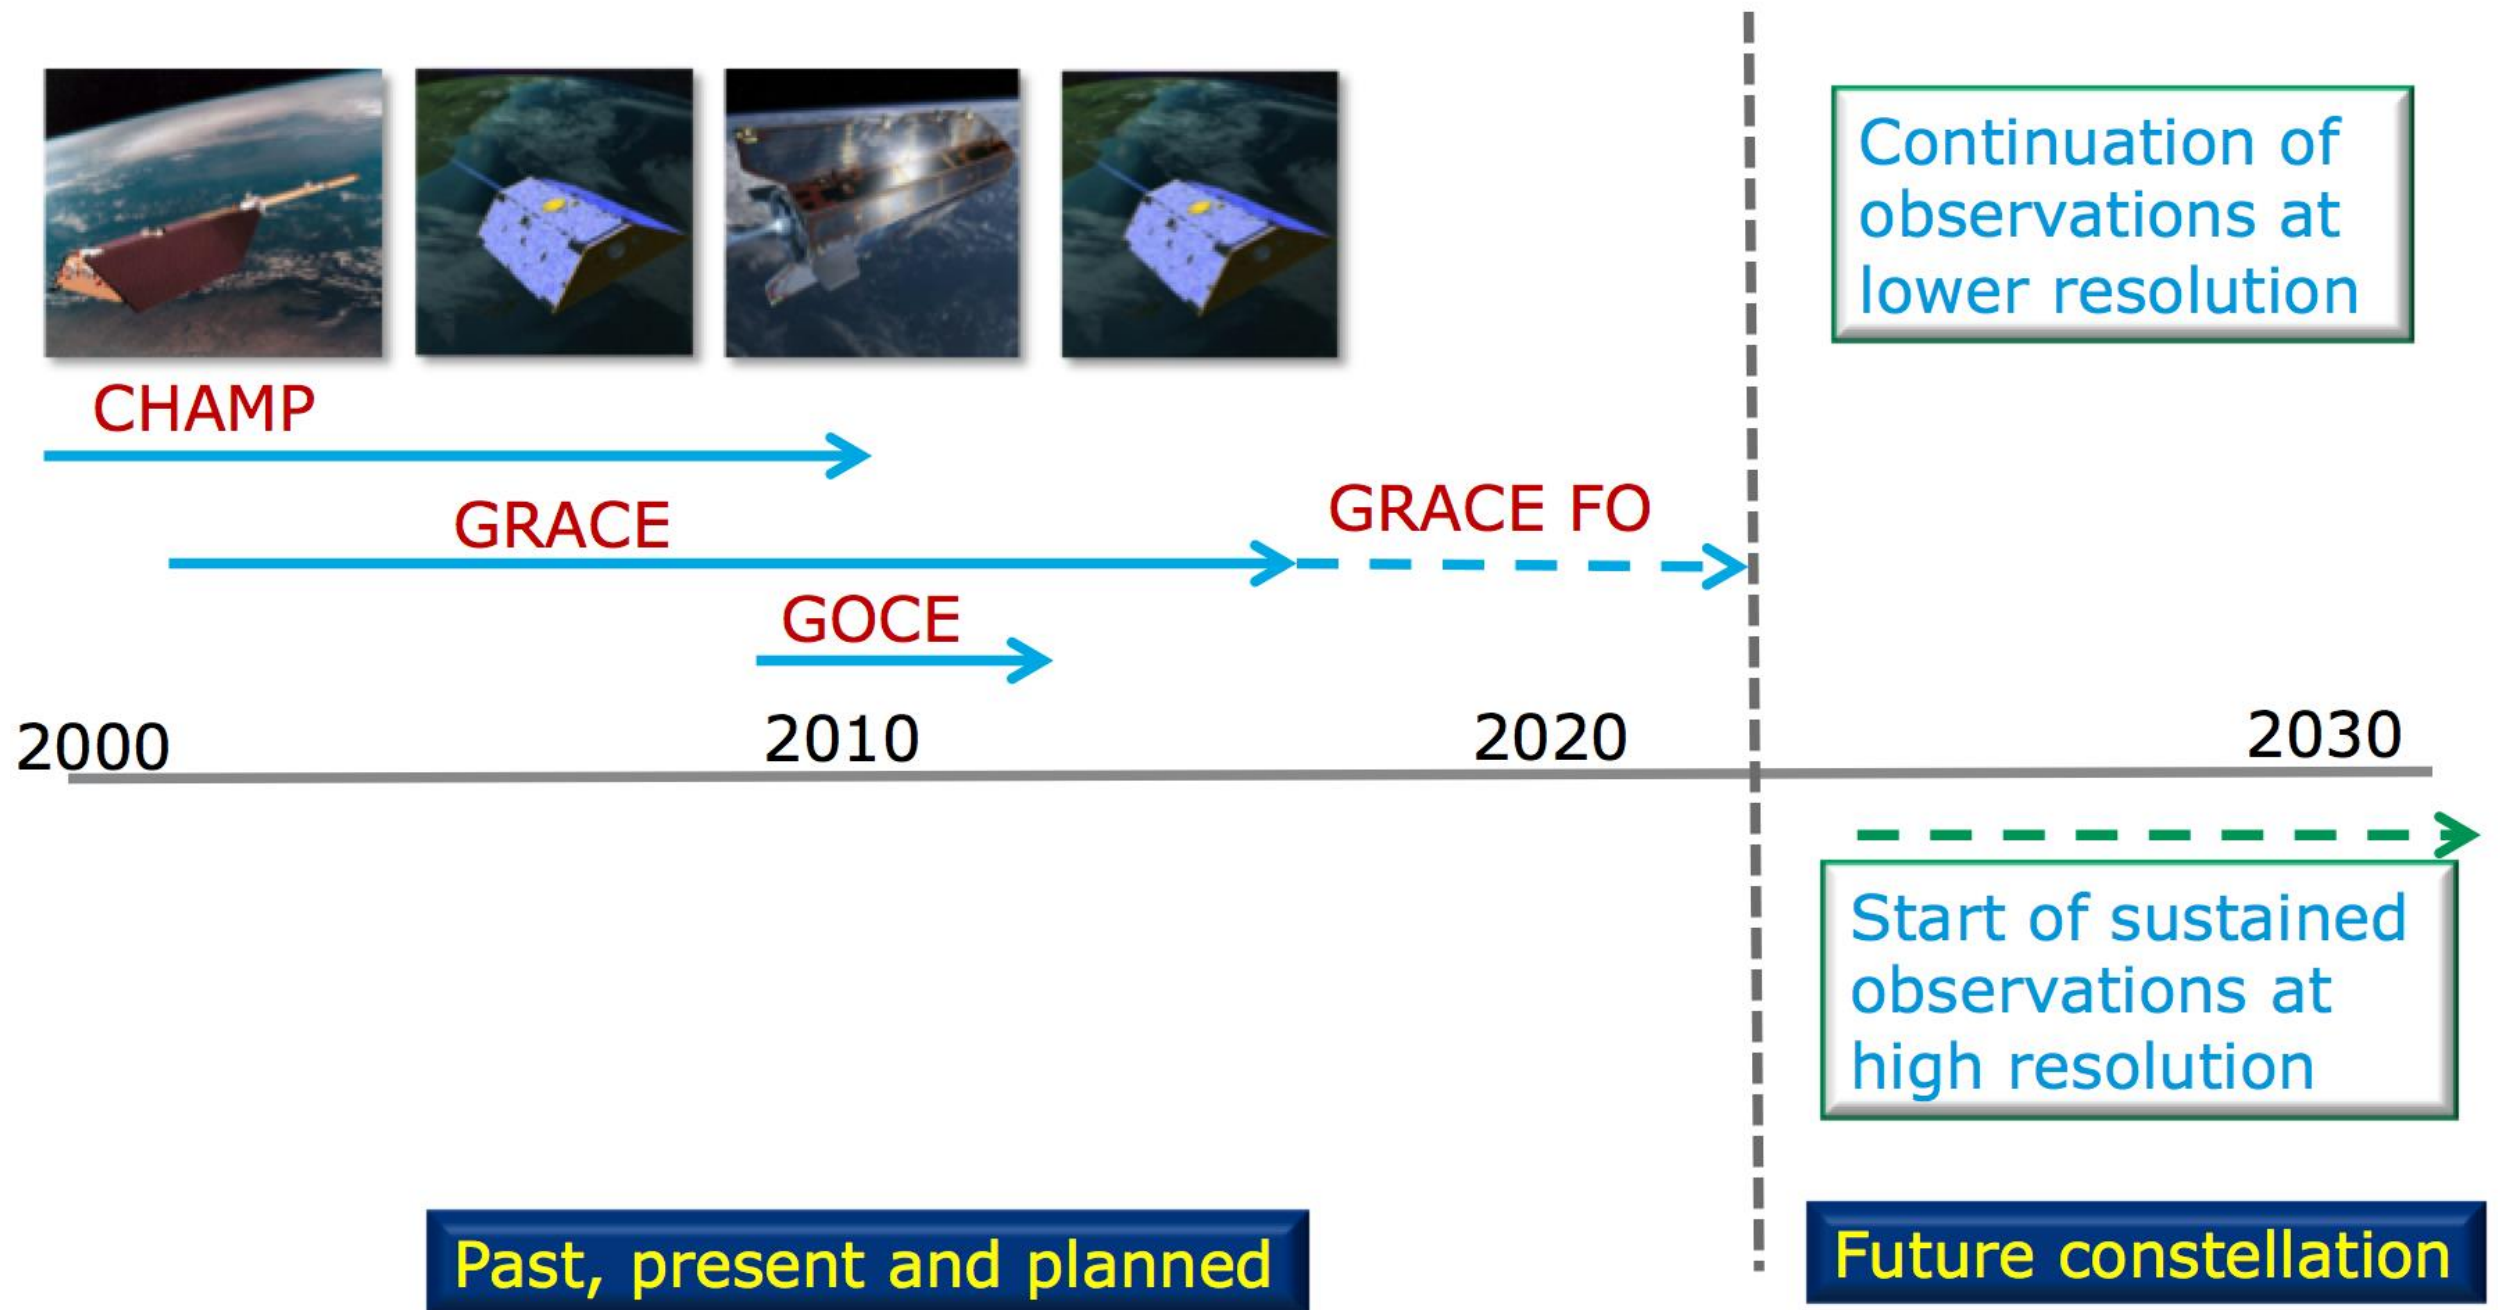 Continuation of
observations at
lower resolution
CHAMP
GRACE
GRACE FO
GOCE
2000
2010
2020
2030
Start of sustained
observations at
high resolution
Past, present and planned
Future constellation